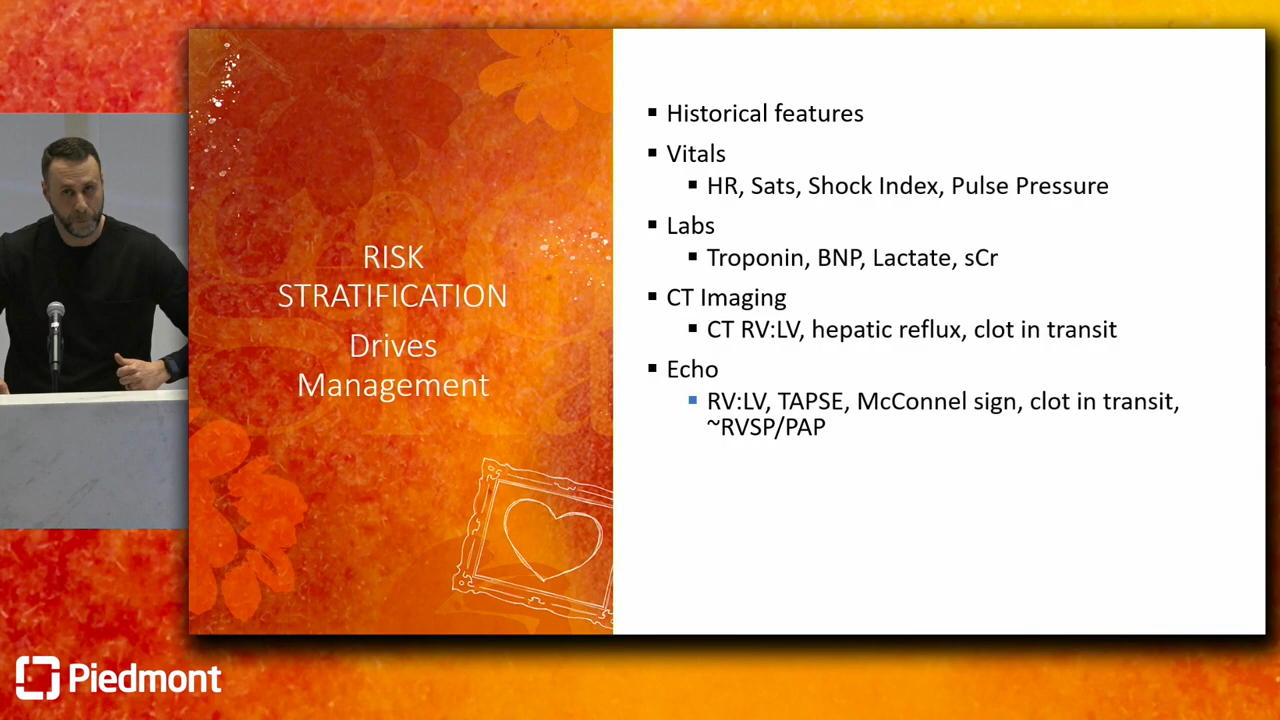 RISK
STRATIFICATION
Drives
Management
Historical features
Vitals
HR, Sats, Shock Index, Pulse Pressure
Labs
Troponin, BNP, Lactate, sCr
CT Imaging
CT RV:LV, hepatic reflux, clot in transit
Echo
RV:LV, TAPSE, McConnel sign, clot in transit,
~RVSP/PAP
Piedmont